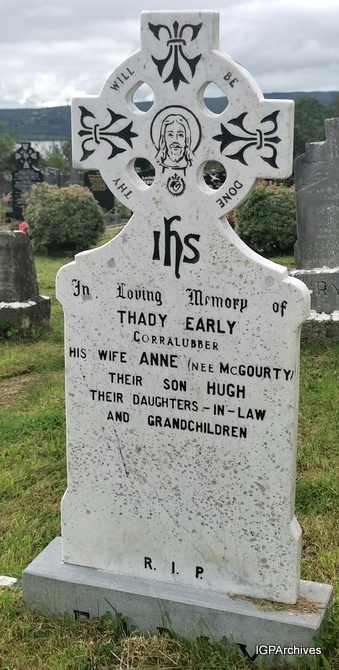 THY WILL BE DONE
IHS
In Loving Memory of
THADY EARLY
CORRALUBBER
HIS WIFE ANNE (NEE McGOURTY)
THEIR SON HUGH
THEIR DAUGHTERS-IN-LAW
AND GRANDCHILDREN
R. I. P.
IGPArchives